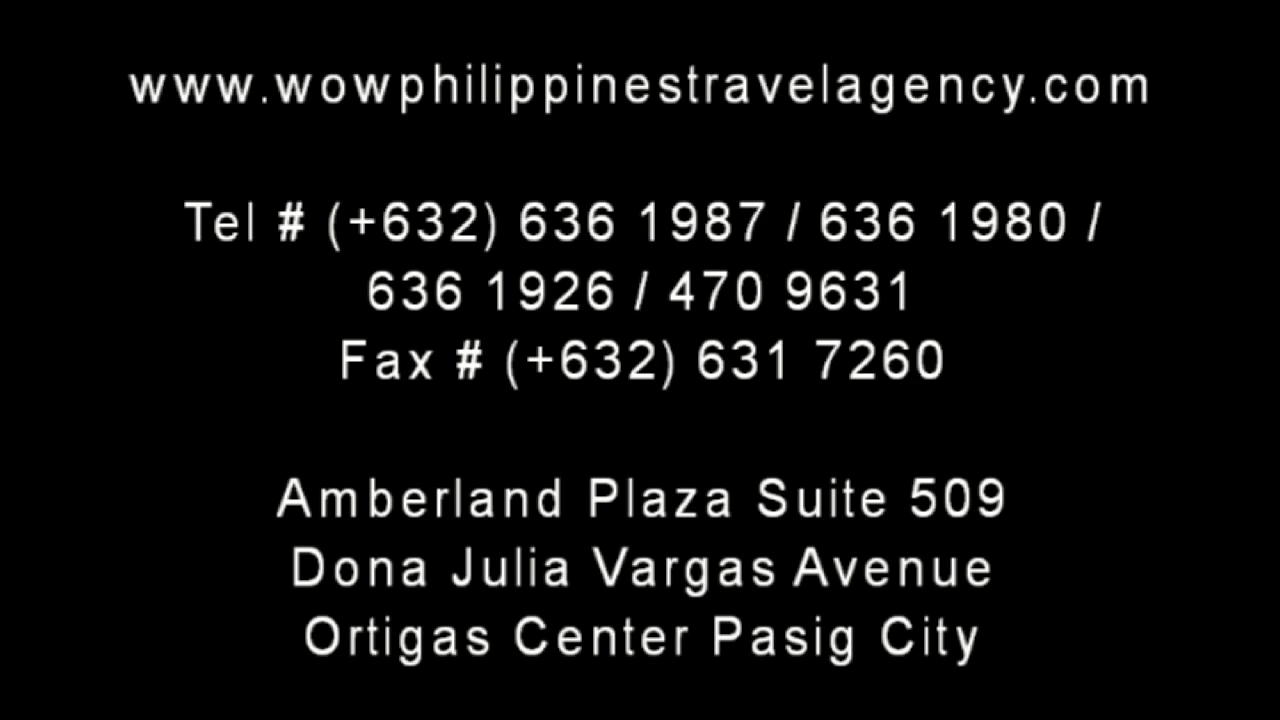 www.wowphilippinestravelagency.com
Tel # (+632) 636 1987 / 636 1980 /
636 1926 / 470 9631
Fax # (+632) 631 7260
Amberland Plaza Suite 509
Dona Julia Vargas Avenue
Ortigas Center Pasig City